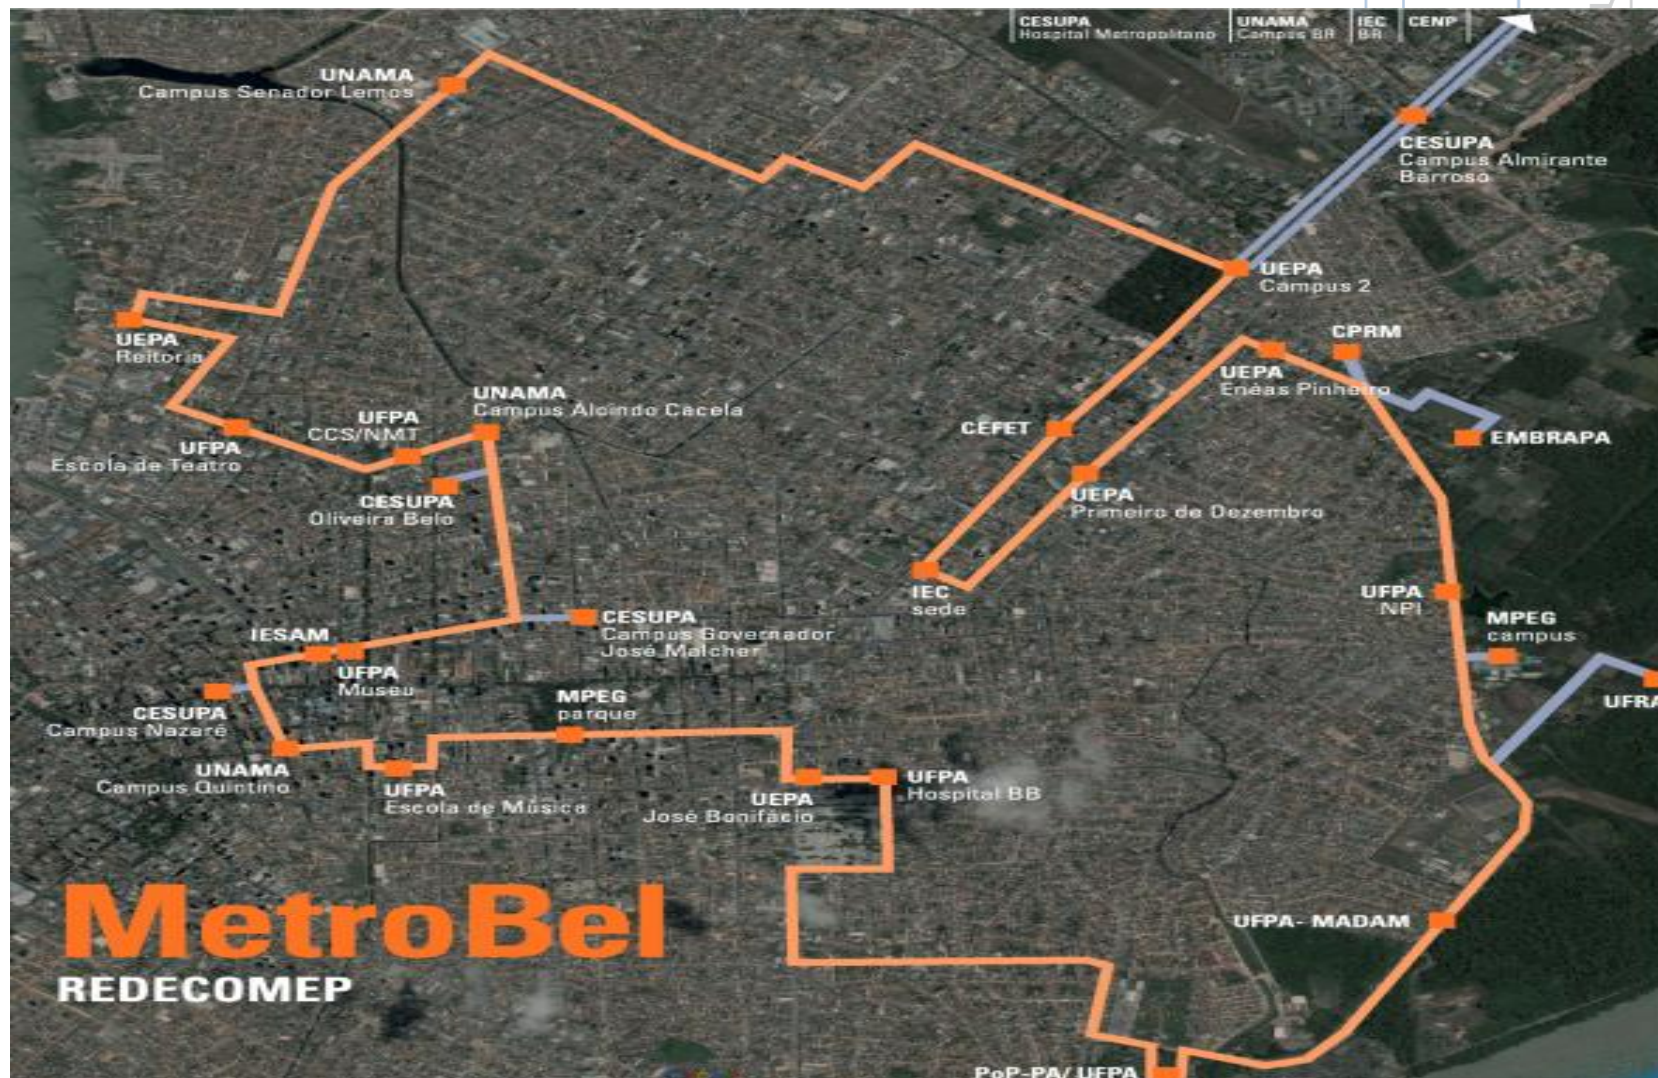 CESUPA
Hospital Metropolitano
UNAMA
Campus BR
IEC
BR
CENP
UNAMA
Campus Senador Lemos
CESUPA
Campus Almirante
Barroso
UEPA
Campus 2
UEPA
Reitoria
CPRM
UEPA
Enéas Pinheiro
UNAMA
Campus Alcindo Cacela
UFPA
CCS/NMT
CEFET
EMBRAPA
UFPA
Escola de Teatro
CESUPA
Oliveira Belo
UEPA
Primeiro de Dezembro
IEC
sede
UFPA
NPI
CESUPA
Campus Governador
José Malcher
MPEG
campus
IESAM
UFPA
Museu
CESUPA
Campus Nazaré
MPEG
parque
UFRA
UNAMA
Campus Quintino
UFPA
Escola de Música
UEPA
José Bonifácio
UFPA
Hospital BB
MetroBel
REDECOMEP
UFPA- MADAM
PoP-PA/ UFPA